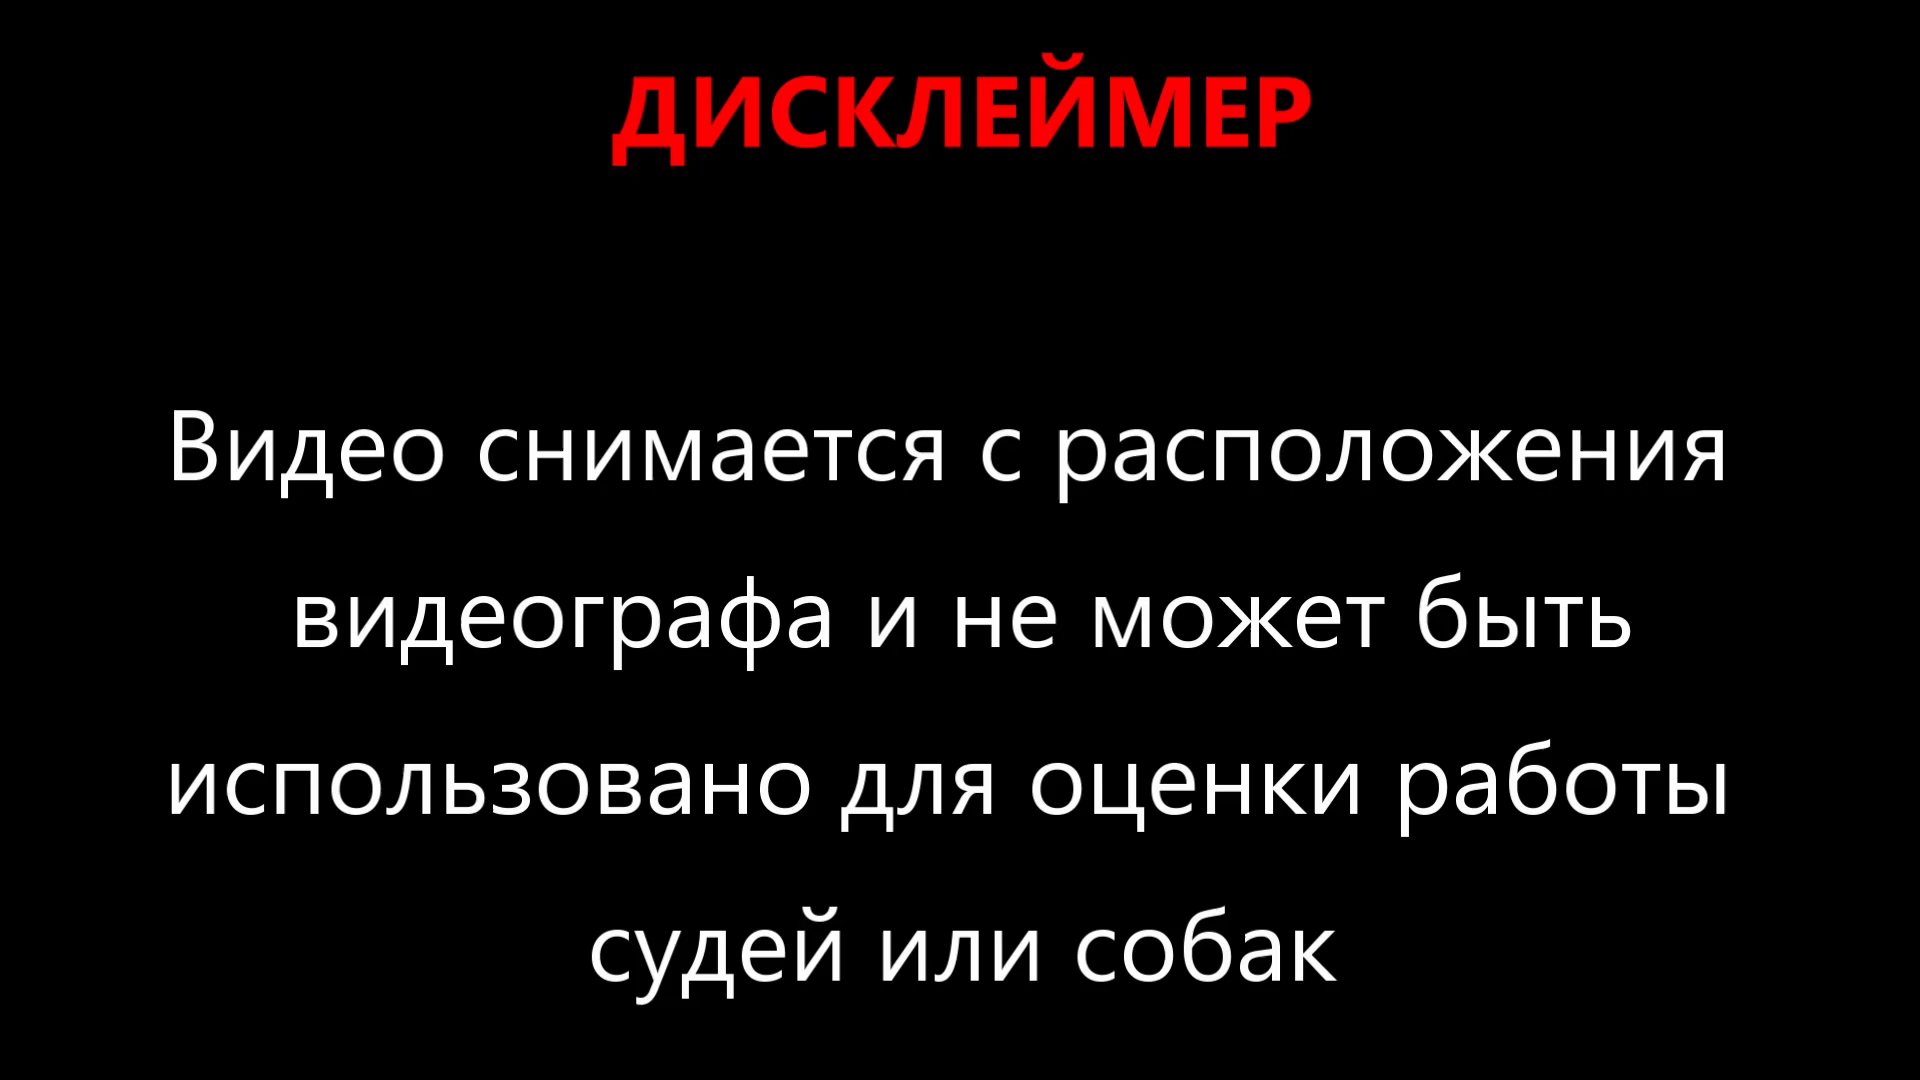 ДИСКЛЕЙМЕР
Видео снимается с расположения
видеографа и не может быть
использовано для оценки работы
судей или собак